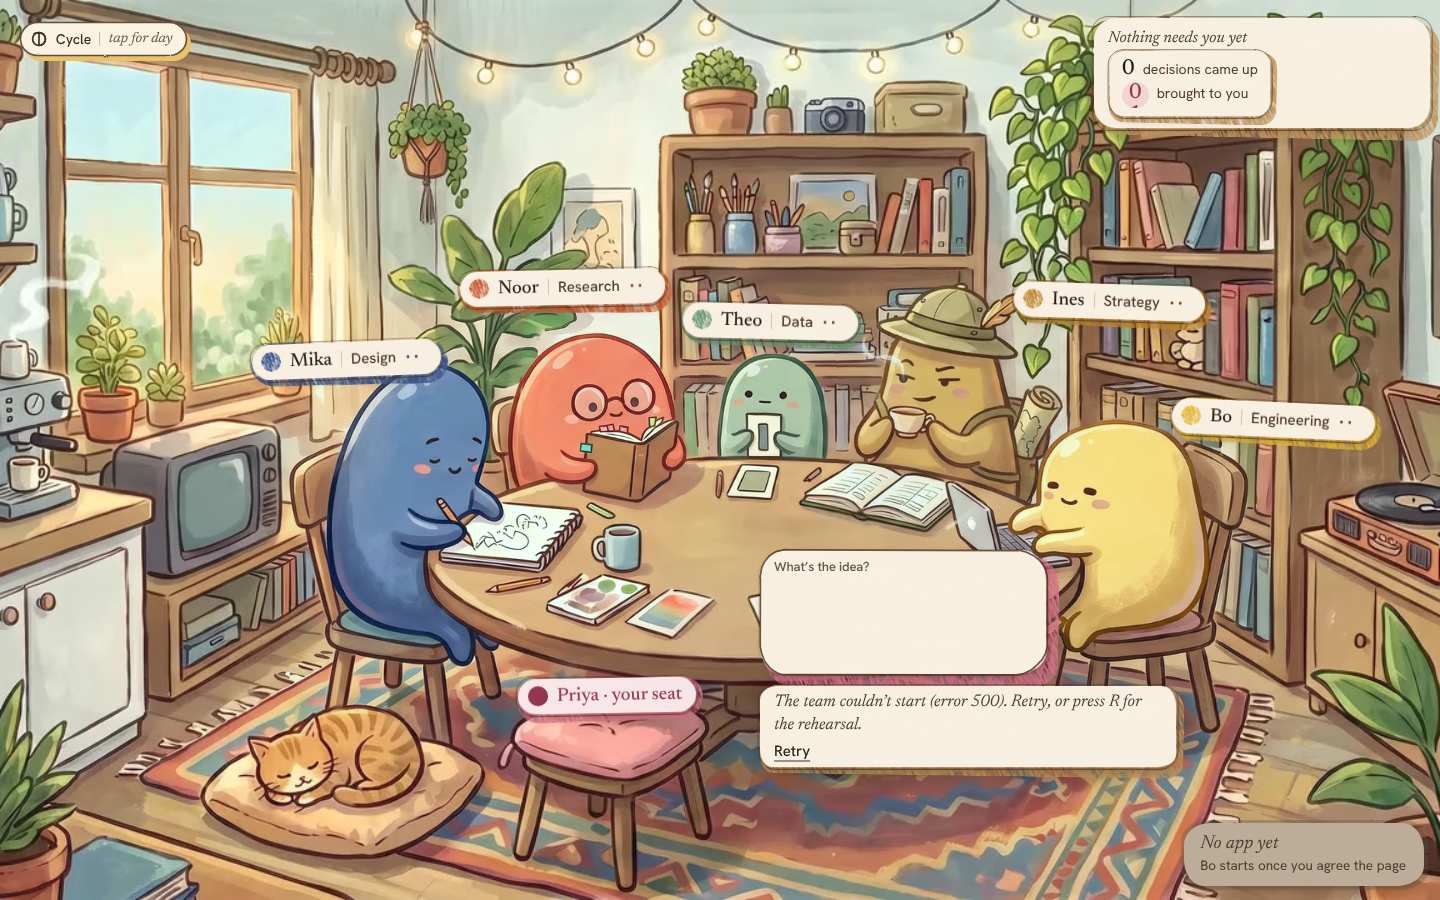 Cycle tap for day
Nothing needs you yet
0 decisions came up
0 brought to you
Noor Research
Ines Strategy
Theo Data
Mika Design
Bo Engineering
What's the idea?
Priya · your seat
The team couldn't start (error 500). Retry, or press R for
the rehearsal.
Retry
No app yet
Bo starts once you agree the page